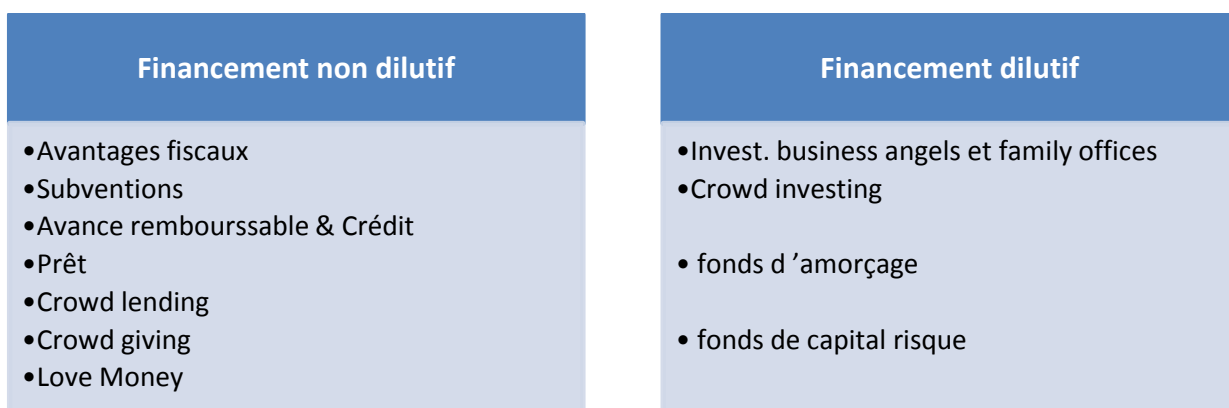 Financement non dilutif
•Avantages fiscaux
•Subventions
•Avance rembourssable & Crédit
•Prêt
•Crowd lending
•Crowd giving
•Love Money
Financement dilutif
•Invest. business angels et family offices
•Crowd investing
• fonds d ’amorçage
• fonds de capital risque